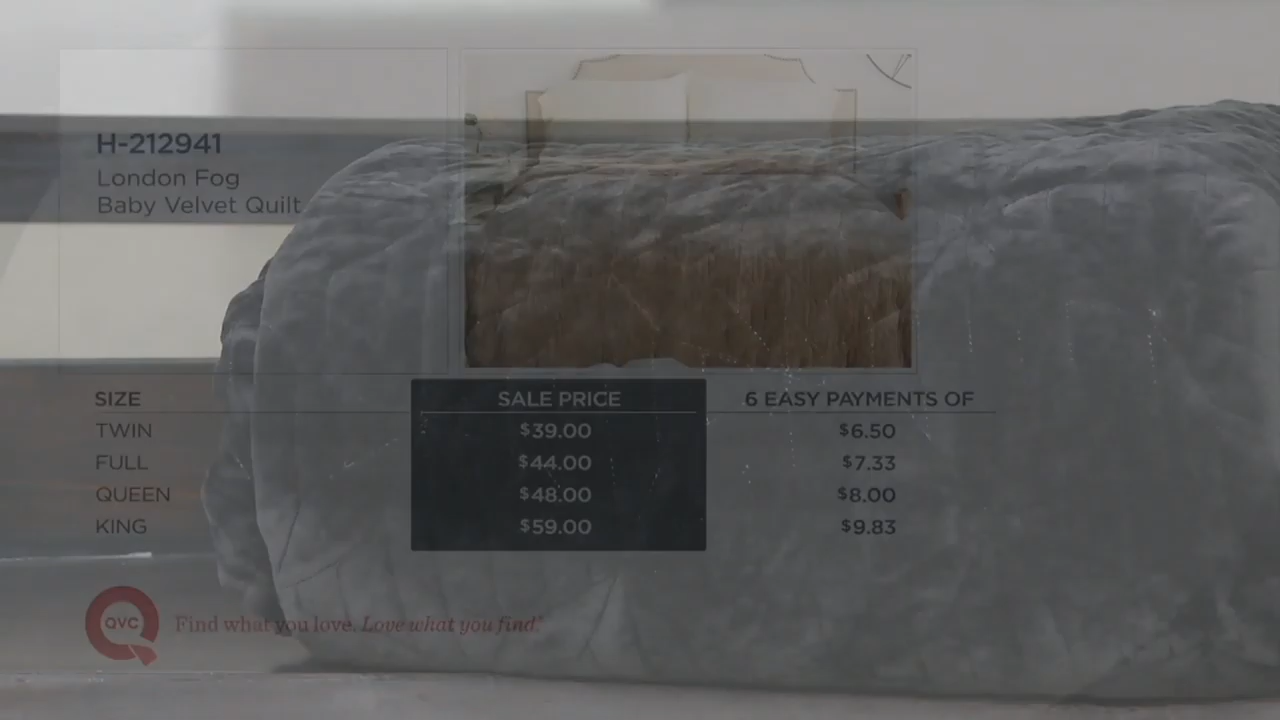 H-212941
London Fog
Baby Velvet Quilt
SIZE SALE PRICE 6 EASY PAYMENTS OF
TWIN $39.00 $6.50
FULL $44.00 $7.33
QUEEN $48.00 $8.00
KING $59.00 $9.83
QVC Find what you love. Love what you find.®